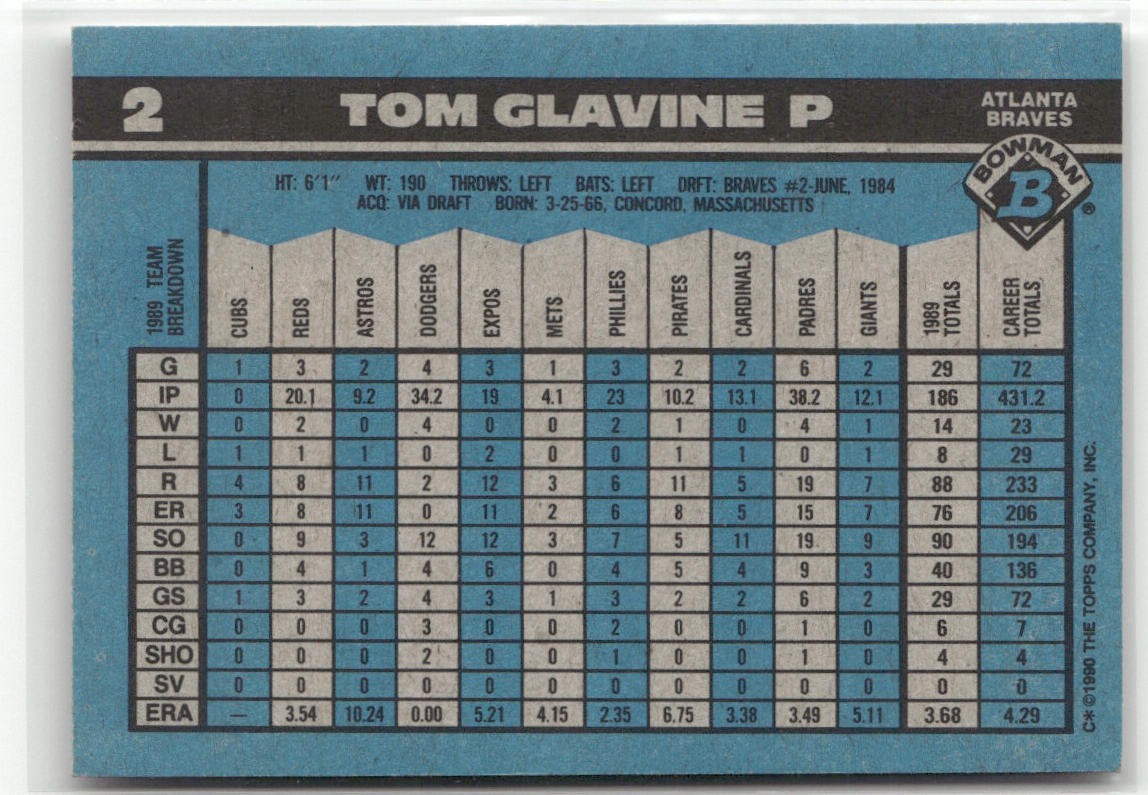 2 TOM GLAVINE P ATLANTA BRAVES
BOWMAN
B ®
HT: 6'1" WT: 190 THROWS: LEFT BATS: LEFT DRFT: BRAVES #2-JUNE, 1984
ACQ: VIA DRAFT BORN: 3-25-66, CONCORD, MASSACHUSETTS
1989 TEAM BREAKDOWN CUBS REDS ASTROS DODGERS EXPOS METS PHILLIES PIRATES CARDINALS PADRES GIANTS 1989 TOTALS CAREER TOTALS
G 1 3 2 4 3 1 3 2 2 6 2 29 72
IP 0 20.1 9.2 34.2 19 4.1 23 10.2 13.1 38.2 12.1 186 431.2
W 0 2 0 4 0 0 2 1 0 4 1 14 23
L 1 1 1 0 2 0 0 1 1 0 1 8 29
R 4 8 11 2 12 3 6 11 5 19 7 88 233
ER 3 8 11 0 11 2 6 8 5 15 7 76 206
SO 0 9 3 12 12 3 7 5 11 19 9 90 194
BB 0 4 1 4 6 0 4 5 4 9 3 40 136
GS 1 3 2 4 3 1 3 2 2 6 2 29 72
CG 0 0 0 3 0 0 2 0 0 1 0 6 7
SHO 0 0 0 2 0 0 1 0 0 1 0 4 4
SV 0 0 0 0 0 0 0 0 0 0 0 0 0
ERA — 3.54 10.24 0.00 5.21 4.15 2.35 6.75 3.38 3.49 5.11 3.68 4.29
C* ©1990 THE TOPPS COMPANY, INC.